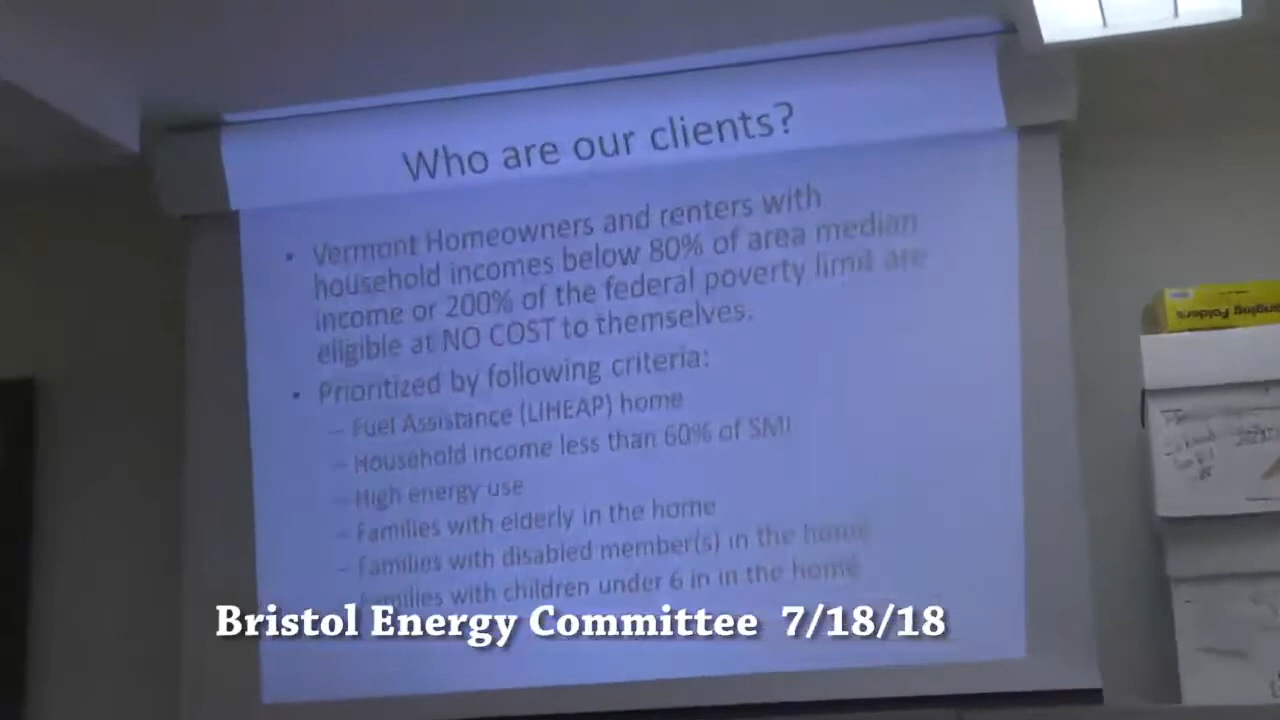 Who are our clients?
• Vermont Homeowners and renters with
household incomes below 80% of area median
income or 200% of the federal poverty limit are
eligible at NO COST to themselves.
• Prioritized by following criteria:
– Fuel Assistance (LIHEAP) home
– Household income less than 60% of SMI
– High energy use
– Families with elderly in the home
– Families with disabled member(s) in the home
Families with children under 6 in in the home
Bristol Energy Committee 7/18/18
Folders